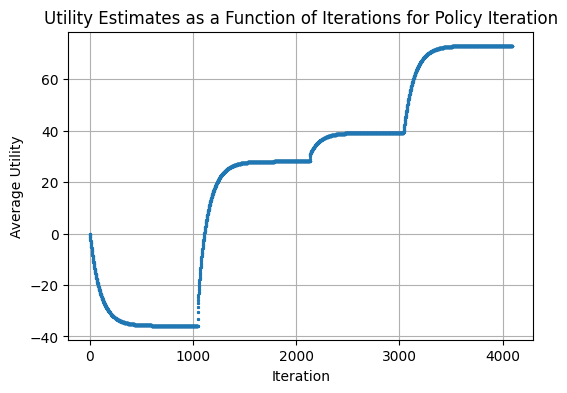 Utility Estimates as a Function of Iterations for Policy Iteration
Average Utility
60
40
20
0
−20
−40
0 1000 2000 3000 4000
Iteration